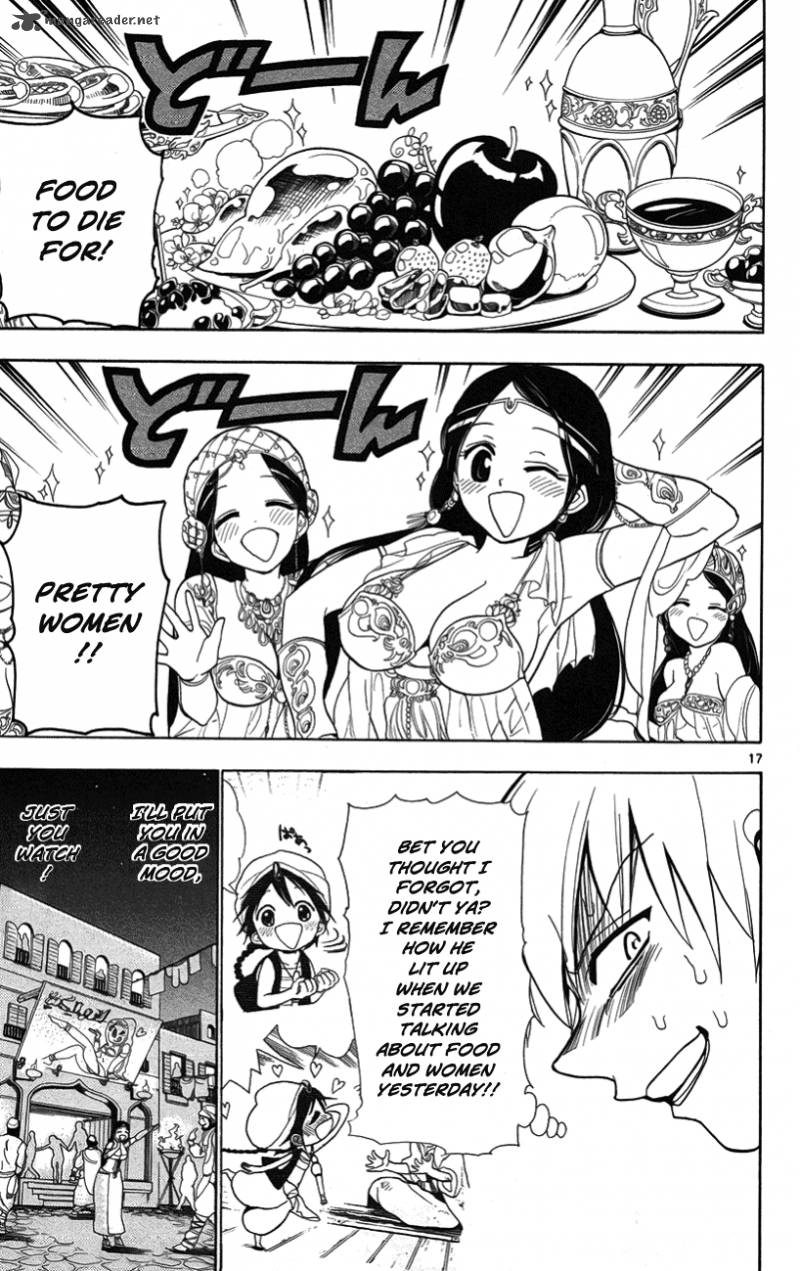 mangareader.net
どーん
FOOD
TO DIE
FOR!
どーん
PRETTY
WOMEN
!!
17
BET YOU
THOUGHT I
FORGOT,
DIDN'T YA?
I REMEMBER
HOW HE
LIT UP
WHEN WE
STARTED
TALKING
ABOUT FOOD
AND WOMEN
YESTERDAY!!
I'LL PUT
YOU IN
A GOOD
MOOD,
JUST
YOU
WATCH
!